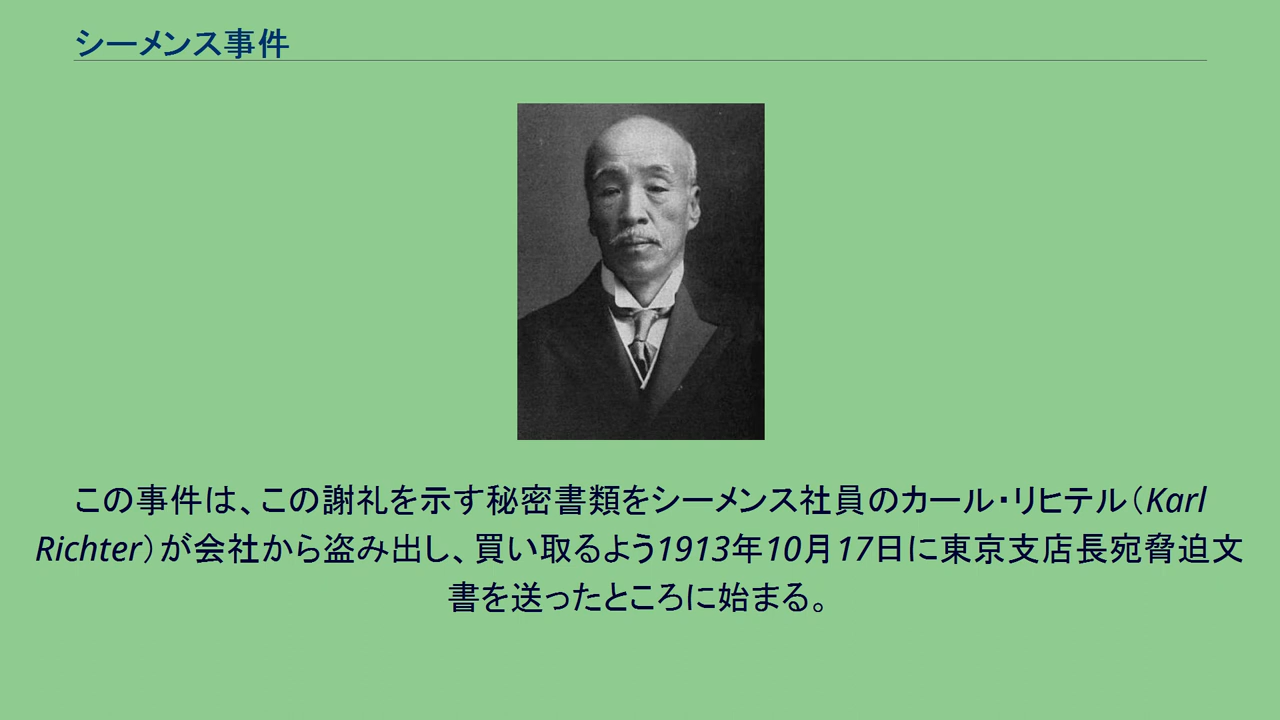 シーメンス事件
この事件は、この謝礼を示す秘密書類をシーメンス社員のカール・リヒテル（Karl
Richter）が会社から盗み出し、買い取るよう1913年10月17日に東京支店長宛脅迫文
書を送ったところに始まる。